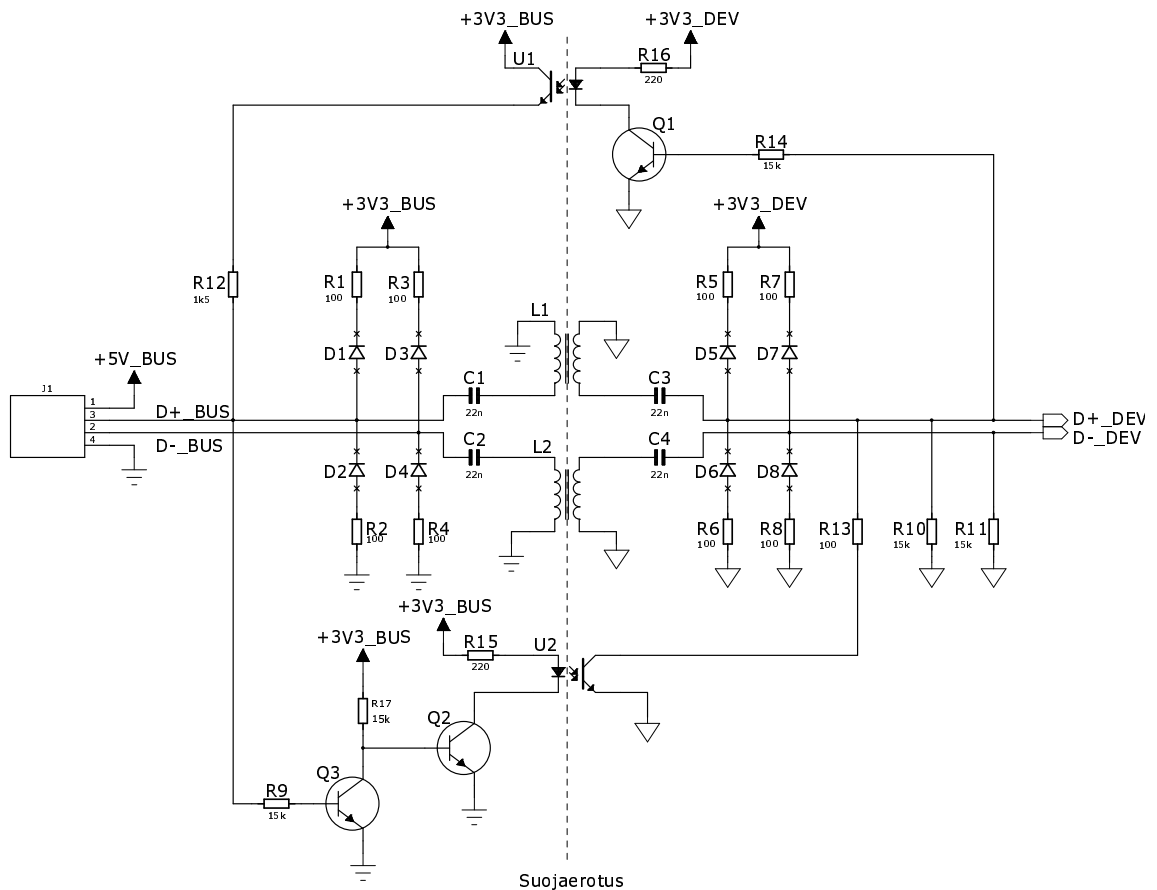 +3V3_BUS
+3V3_DEV
U1
R16
220
Q1
R14
15k
+3V3_BUS
+3V3_DEV
R12
1k5
R1
100
R3
100
R5
100
R7
100
L1
+5V_BUS
D1
D3
D5
D7
J1
1
3
2
4
D+_BUS
D-_BUS
C1
22n
C3
22n
D+_DEV
D-_DEV
C2
22n
L2
C4
22n
D2
D4
D6
D8
R2
100
R4
100
R6
100
R8
100
R13
100
R10
15k
R11
15k
+3V3_BUS
+3V3_BUS
R15
220
U2
R17
15k
Q2
Q3
R9
15k
Suojaerotus